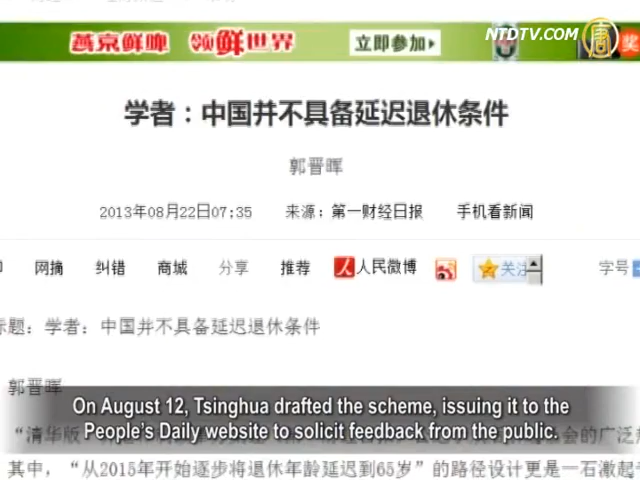 燕京鲜啤 领鲜世界 立即参加 NTDTV.COM 奖
学者：中国并不具备延迟退休条件
郭晋晖
2013年08月22日07:35 来源：第一财经日报 手机看新闻
网摘 纠错 商城 分享 推荐 人民微博 关注 字号
标题：学者：中国并不具备延迟退休条件
郭晋晖
On August 12, Tsinghua drafted the scheme, issuing it to the
People's Daily website to solicit feedback from the public.
“清华版
其中，“从2015年开始逐步将退休年龄延迟到65岁”的路径设计更是一石激起